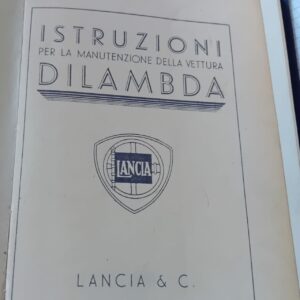 ISTRUZIONI
PER LA MANUTENZIONE DELLA VETTURA
DILAMBDA
LANCIA
LANCIA & C.